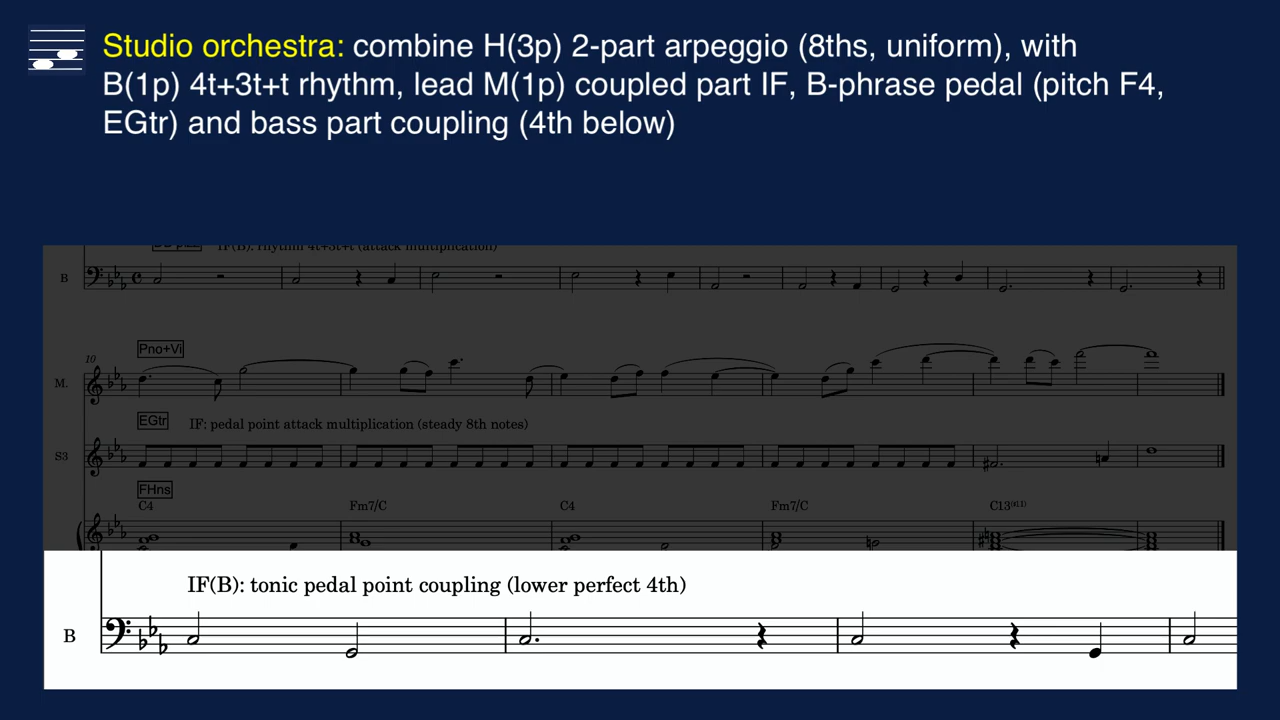 Studio orchestra: combine H(3p) 2-part arpeggio (8ths, uniform), with
B(1p) 4t+3t+t rhythm, lead M(1p) coupled part IF, B-phrase pedal (pitch F4,
EGtr) and bass part coupling (4th below)
IF(B): rhythm 4t+3t+t (attack multiplication)
B
Pno+Vi
10
M.
EGtr IF: pedal point attack multiplication (steady 8th notes)
S3
FHns
C4 Fm7/C C4 Fm7/C
IF(B): tonic pedal point coupling (lower perfect 4th)
B